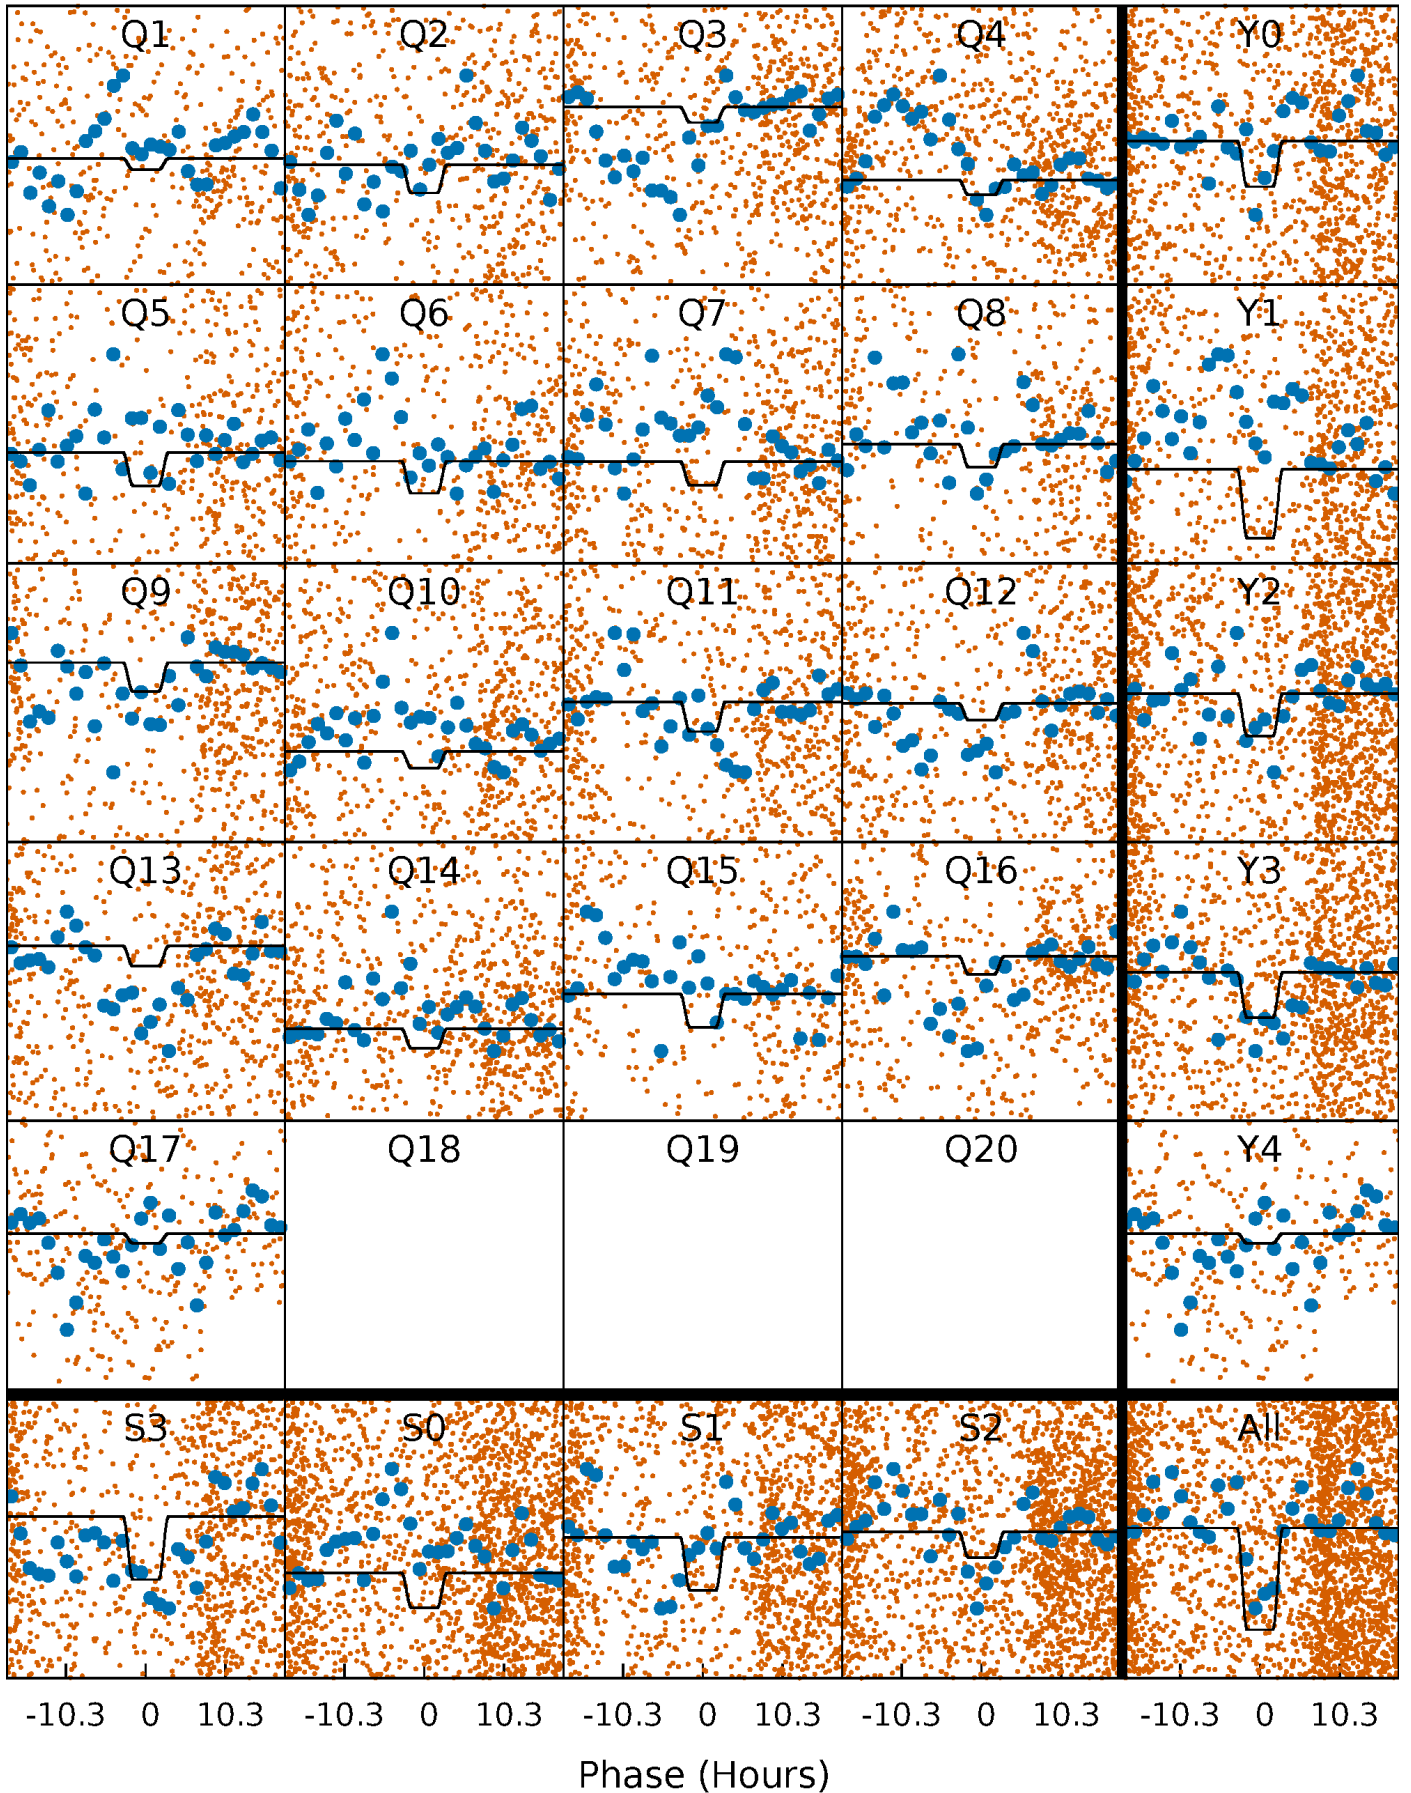 Q1 Q2 Q3 Q4 Y0
Q5 Q6 Q7 Q8 Y1
Q9 Q10 Q11 Q12 Y2
Q13 Q14 Q15 Q16 Y3
Q17 Q18 Q19 Q20 Y4
S3 S0 S1 S2 All
-10.3 0 10.3 -10.3 0 10.3 -10.3 0 10.3 -10.3 0 10.3 -10.3 0 10.3
Phase (Hours)